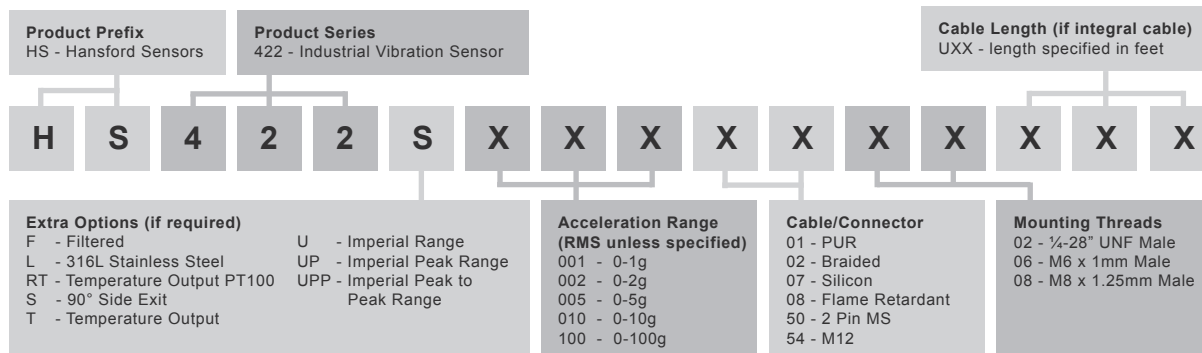 Product Prefix
HS - Hansford Sensors
Product Series
422 - Industrial Vibration Sensor
Cable Length (if integral cable)
UXX - length specified in feet
H S 4 2 2 S X X X X X X X X X X
Extra Options (if required)
F - Filtered
L - 316L Stainless Steel
RT - Temperature Output PT100
S - 90° Side Exit
T - Temperature Output
U - Imperial Range
UP - Imperial Peak Range
UPP - Imperial Peak to
Peak Range
Acceleration Range
(RMS unless specified)
001 - 0-1g
002 - 0-2g
005 - 0-5g
010 - 0-10g
100 - 0-100g
Cable/Connector
01 - PUR
02 - Braided
07 - Silicon
08 - Flame Retardant
50 - 2 Pin MS
54 - M12
Mounting Threads
02 - ¼-28” UNF Male
06 - M6 x 1mm Male
08 - M8 x 1.25mm Male